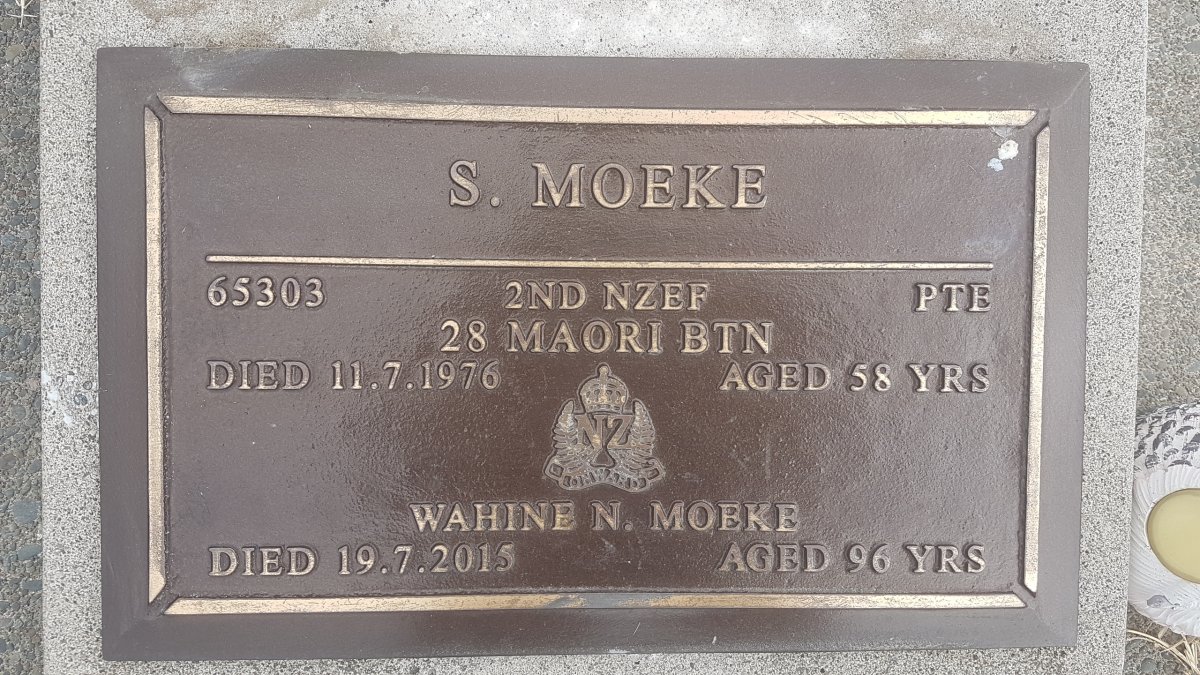 S. MOEKE
65303 2ND NZEF PTE
28 MAORI BTN
DIED 11.7.1976 AGED 58 YRS
NZ
ONWARD
WAHINE N. MOEKE
DIED 19.7.2015 AGED 96 YRS